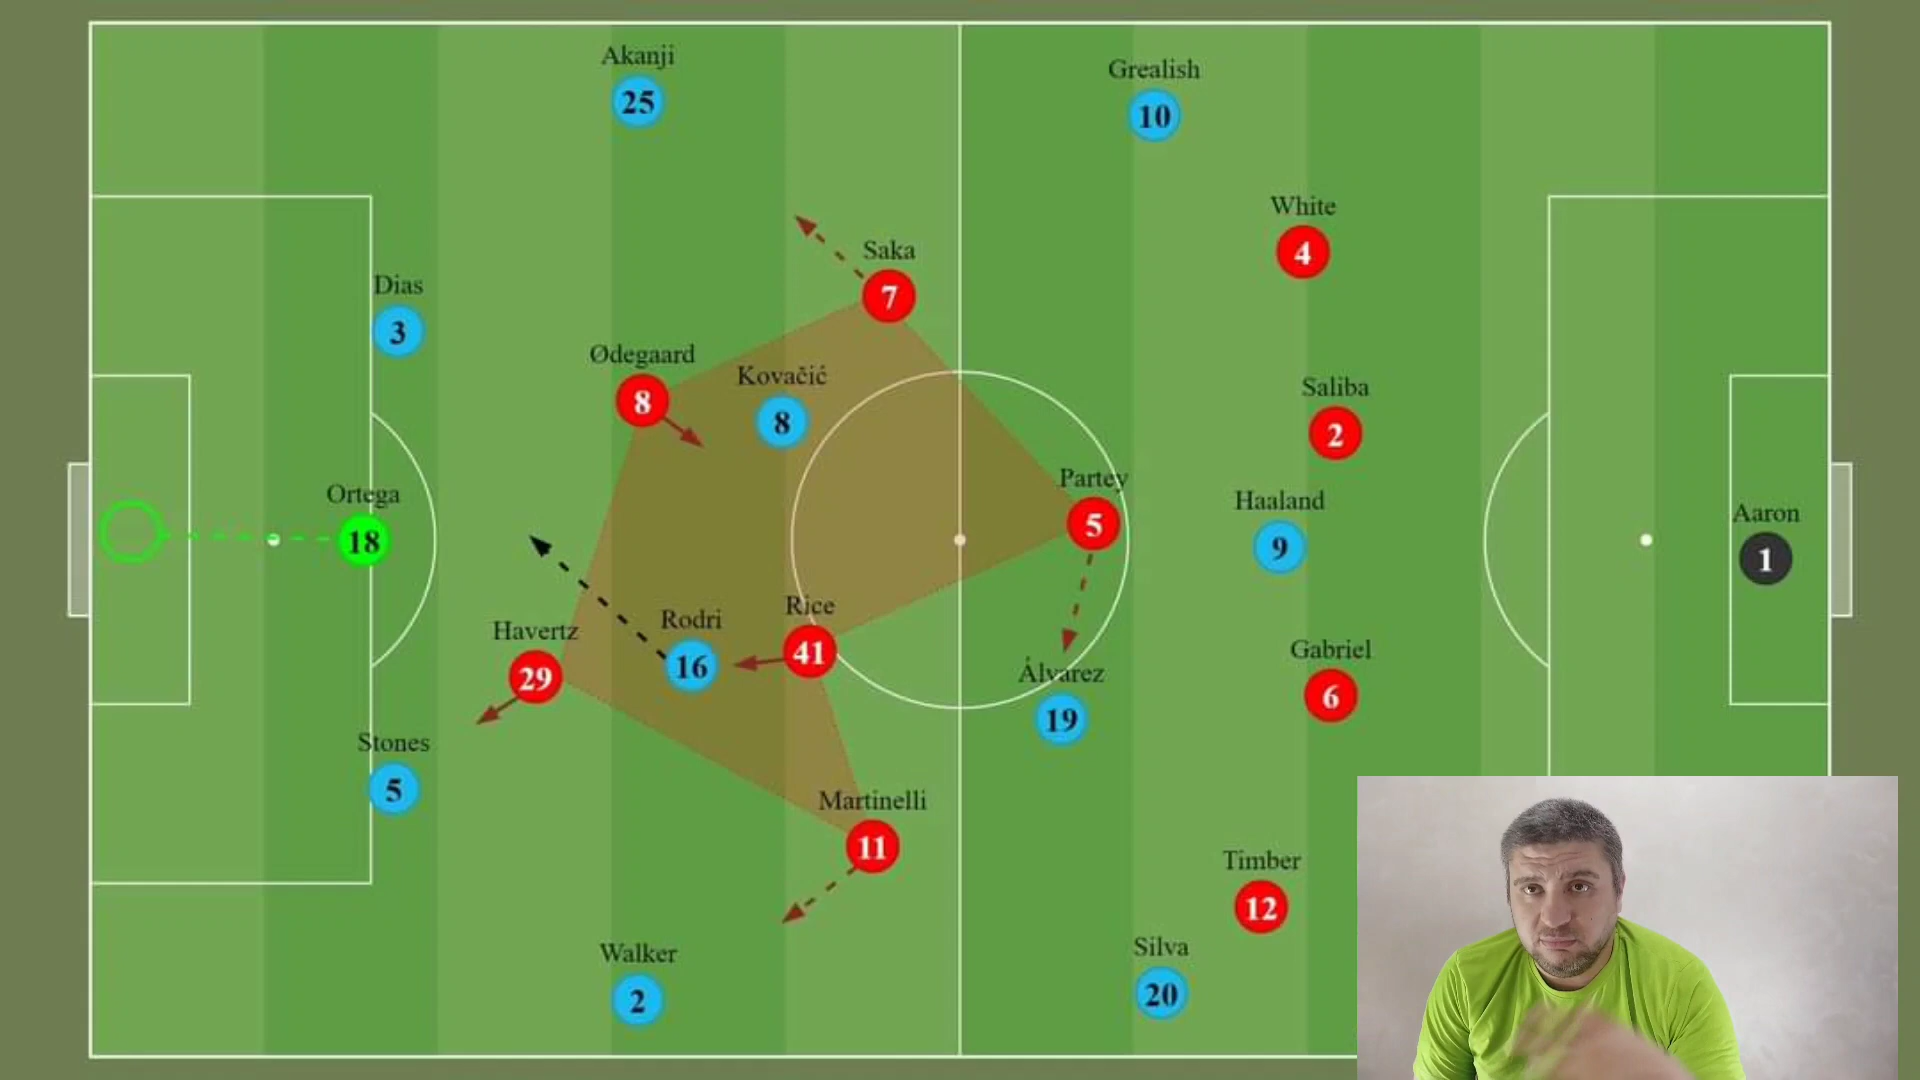 Akanji
25
Grealish
10
White
4
Saka
7
Dias
3
Ødegaard
8
Kovačić
8
Saliba
2
Partey
5
Ortega
18
Haaland
9
Aaron
1
Rice
41
Rodri
16
Havertz
29
Gabriel
6
Álvarez
19
Stones
5
Martinelli
11
Timber
12
Walker
2
Silva
20